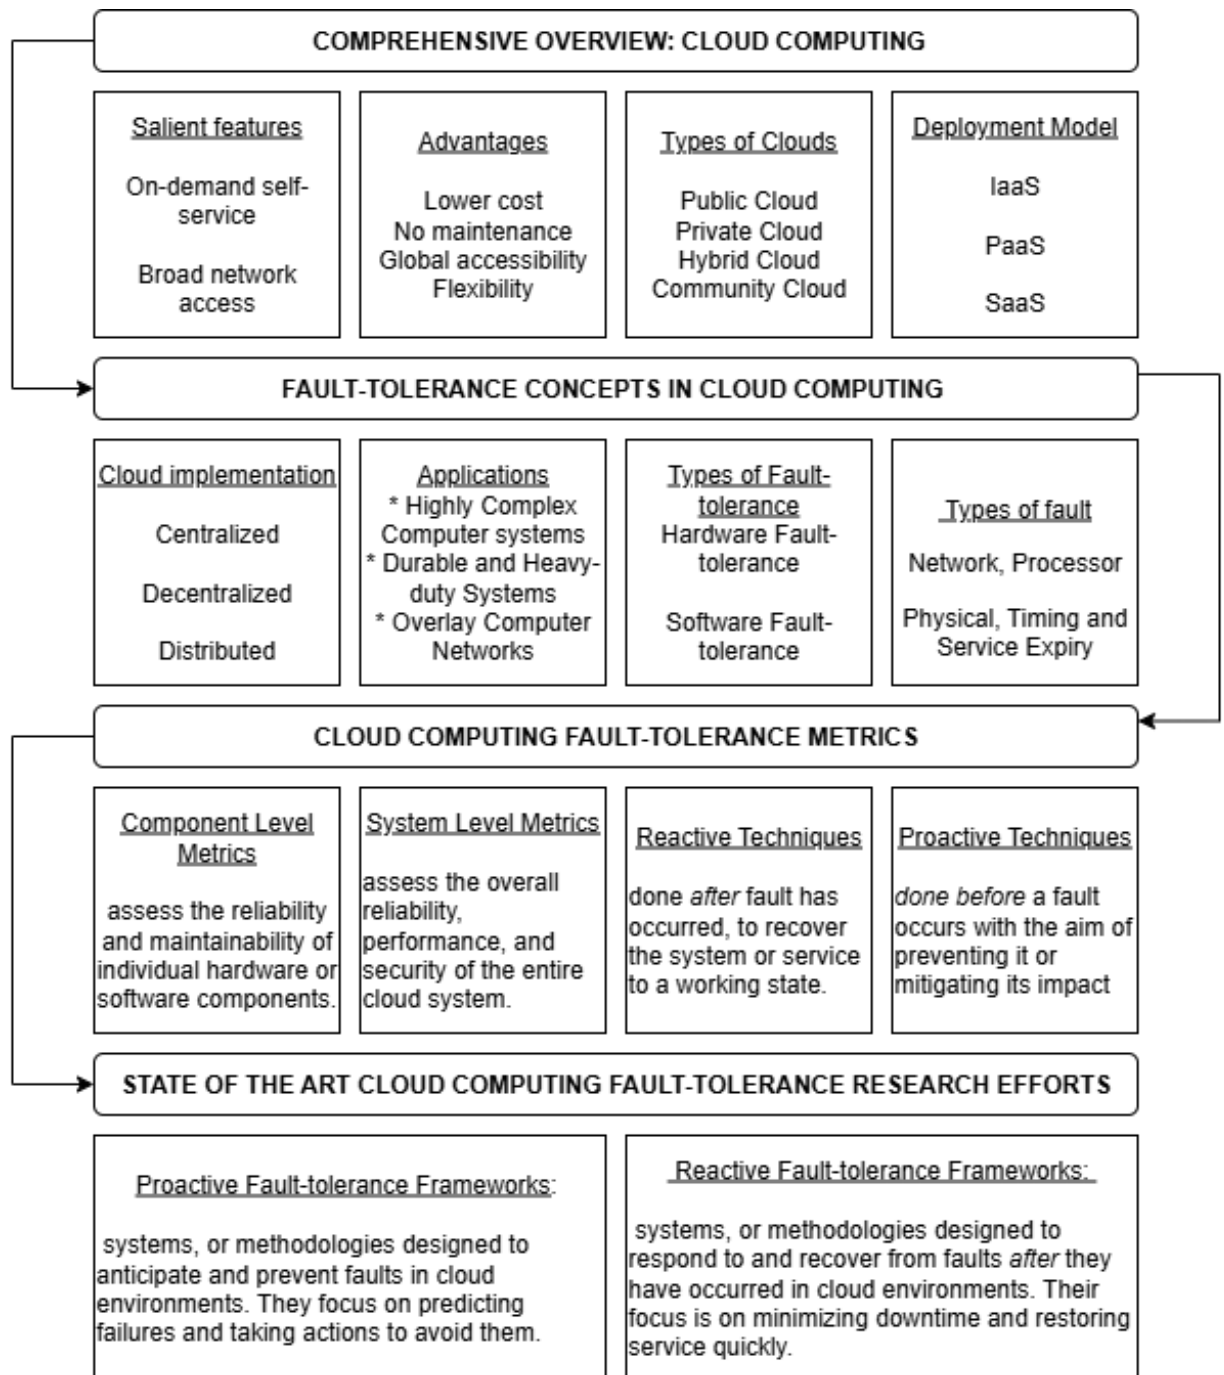 COMPREHENSIVE OVERVIEW: CLOUD COMPUTING
Salient features
On-demand self-
service
Broad network
access
Advantages
Lower cost
No maintenance
Global accessibility
Flexibility
Types of Clouds
Public Cloud
Private Cloud
Hybrid Cloud
Community Cloud
Deployment Model
IaaS
PaaS
SaaS
FAULT-TOLERANCE CONCEPTS IN CLOUD COMPUTING
Cloud implementation
Centralized
Decentralized
Distributed
Applications
* Highly Complex
Computer systems
* Durable and Heavy-
duty Systems
* Overlay Computer
Networks
Types of Fault-
tolerance
Hardware Fault-
tolerance
Software Fault-
tolerance
Types of fault
Network, Processor
Physical, Timing and
Service Expiry
CLOUD COMPUTING FAULT-TOLERANCE METRICS
Component Level
Metrics
assess the reliability
and maintainability of
individual hardware or
software components.
System Level Metrics
assess the overall
reliability,
performance, and
security of the entire
cloud system.
Reactive Techniques
done after fault has
occurred, to recover
the system or service
to a working state.
Proactive Techniques
done before a fault
occurs with the aim of
preventing it or
mitigating its impact
STATE OF THE ART CLOUD COMPUTING FAULT-TOLERANCE RESEARCH EFFORTS
Proactive Fault-tolerance Frameworks:
systems, or methodologies designed to
anticipate and prevent faults in cloud
environments. They focus on predicting
failures and taking actions to avoid them.
Reactive Fault-tolerance Frameworks:
systems, or methodologies designed to
respond to and recover from faults after they
have occurred in cloud environments. Their
focus is on minimizing downtime and restoring
service quickly.